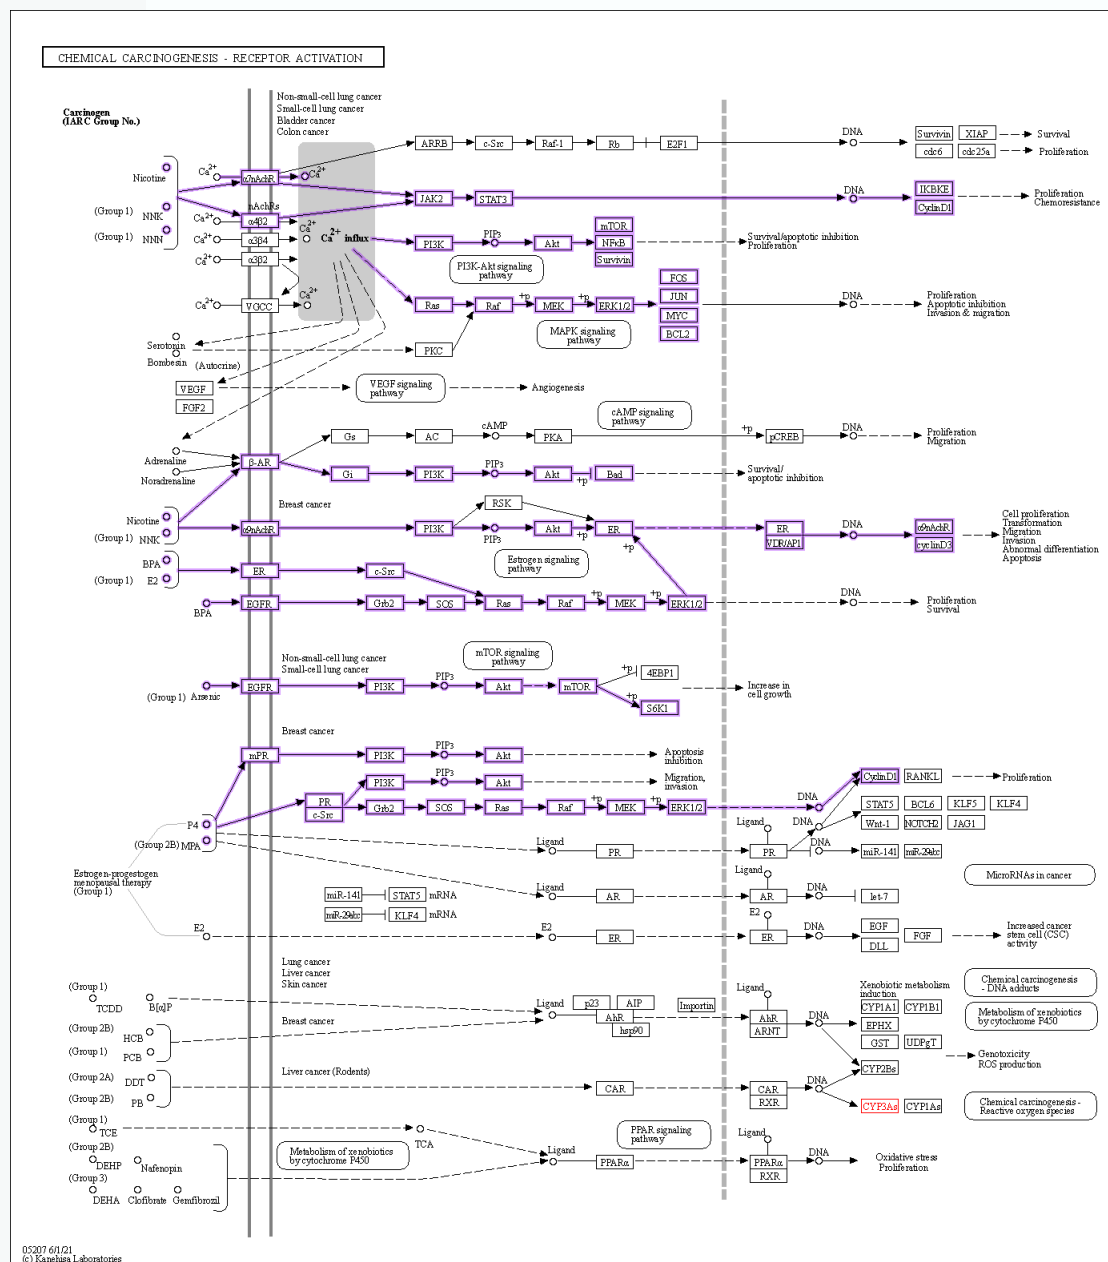 CHEMICAL CARCINOGENESIS - RECEPTOR ACTIVATION
Carcinogen
(IARC Group No.)
Non-small-cell lung cancer
Small-cell lung cancer
Bladder cancer
Colon cancer
ARRB c-Src Raf-1 Rb E2F1 DNA Survivin XIAP Survival
cdc6 cdc25a Proliferation
Nicotine Ca2+ α7nAchR Ca2+
nAchRs
JAK2 STAT3 DNA IKBKE CyclinD1 Proliferation
Chemoresistance
(Group 1) NNK
(Group 1) NNN
Ca2+ α4β2 Ca2+
Ca2+ α3β4
Ca2+ α3β2
Ca2+ influx
PI3K PIP3 Akt mTOR NFκB Survivin Survival/apoptotic inhibition
Proliferation
PI3K-Akt signaling
pathway
Ca2+ VGCC Ca2+
Ras Raf +p MEK +p ERK1/2 FOS JUN MYC BCL2 DNA Proliferation
Apoptotic inhibition
Invasion & migration
MAPK signaling
pathway
Serotonin
Bombesin (Autocrine) PKC
VEGF VEGF signaling
pathway Angiogenesis
FGF2
cAMP signaling
pathway
Adrenaline
Noradrenaline
β-AR Gs AC cAMP PKA +p pCREB DNA Proliferation
Migration
Gi PI3K PIP3 Akt +p Bad Survival/
apoptotic inhibition
Breast cancer
RSK
Nicotine
(Group 1) NNK
α9nAchR PI3K PIP3 Akt +p ER +p ER VDR/AP1 DNA α9nAchR cyclinD3
Cell proliferation
Transformation
Migration
Invasion
Abnormal differentiation
Apoptosis
Estrogen signaling
pathway
BPA
(Group 1) E2
ER c-Src
BPA EGFR Grb2 SOS Ras Raf +p MEK +p ERK1/2 DNA Proliferation
Survival
Non-small-cell lung cancer
Small-cell lung cancer
mTOR signaling
pathway
(Group 1) Arsenic EGFR PI3K PIP3 Akt mTOR +p 4EBP1
+p S6K1
Increase in
cell growth
Breast cancer
mPR PI3K PIP3 Akt Apoptosis
inhibition
PI3K PIP3 Akt Migration,
invasion
PR c-Src Grb2 SOS Ras Raf +p MEK +p ERK1/2 DNA CyclinD1 RANKL Proliferation
STAT5 BCL6 KLF5 KLF4
Wnt-1 NOTCH2 JAG1
P4
(Group 2B) MPA
Ligand PR Ligand PR DNA DNA miR-141 miR-29abc
Estrogen-progestogen
menopausal therapy
(Group 1)
MicroRNAs in cancer
miR-141 STAT5 mRNA
miR-29abc KLF4 mRNA
Ligand AR Ligand AR DNA let-7
E2 E2 ER E2 ER DNA EGF DLL FGF Increased cancer
stem cell (CSC)
activity
Lung cancer
Liver cancer
Skin cancer
(Group 1) TCDD B[α]P
Ligand p23 AIP AhR hsp90 Importin Ligand AhR ARNT DNA
Xenobiotic metabolism
induction
CYP1A1 CYP1B1
EPHX
GST UDPgT
CYP2Bs
Genotoxicity
ROS production
Chemical carcinogenesis
- DNA adducts
Metabolism of xenobiotics
by cytochrome P450
Breast cancer
(Group 2B) HCB
(Group 1) PCB
Liver cancer (Rodents)
(Group 2A) DDT
(Group 2B) PB
CAR CAR RXR DNA CYP3As CYP1As
Chemical carcinogenesis -
Reactive oxygen species
(Group 1)
TCE TCA
PPAR signaling
pathway
Metabolism of xenobiotics
by cytochrome P450
(Group 2B)
DEHP Nafenopin
(Group 3)
DEHA Clofibrate Gemfibrozil
Ligand PPARα Ligand PPARα RXR DNA Oxidative stress
Proliferation
05207 6/1/21
(c) Kanehisa Laboratories